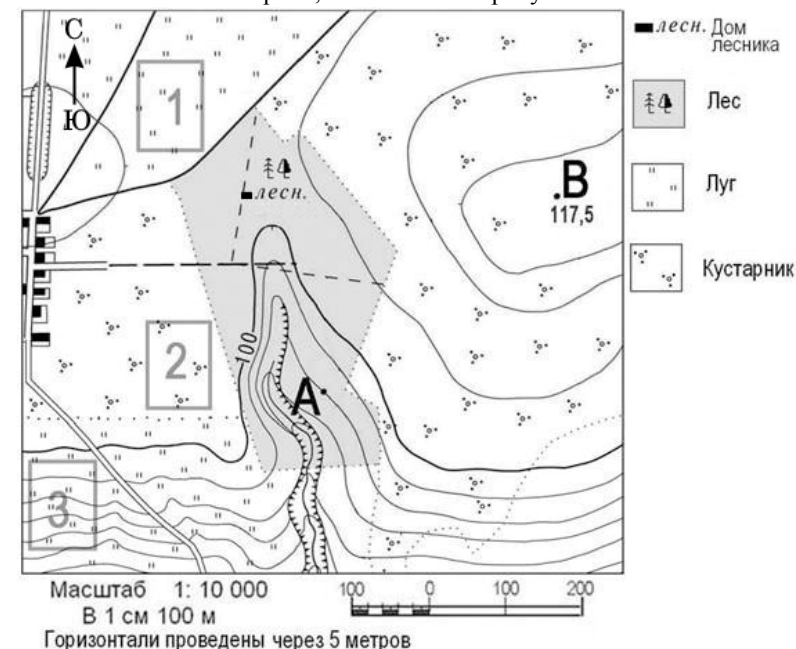 С
Ю
1
лесн.
.В
117,5
100
2
А
3
лесн. Дом
лесника
Лес
Луг
Кустарник
Масштаб 1: 10 000
В 1 см 100 м
100 0 100 200
Горизонтали проведены через 5 метров